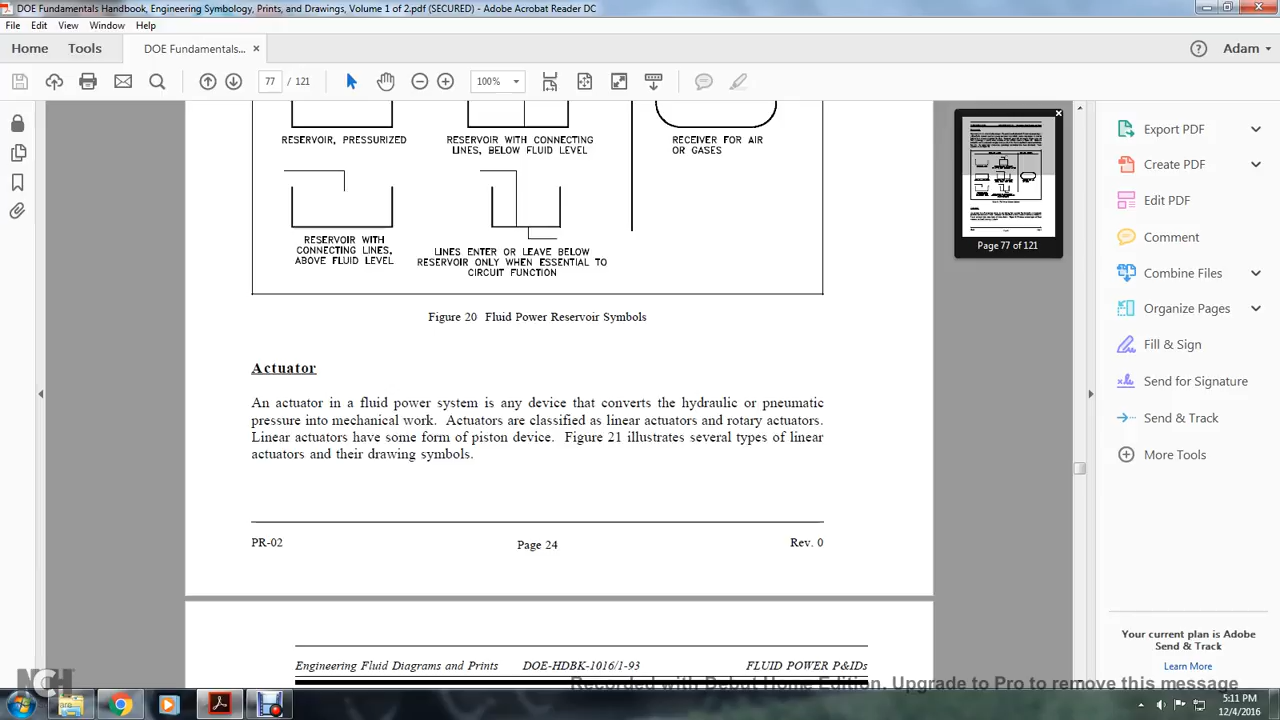 DOE Fundamentals Handbook, Engineering Symbology, Prints, and Drawings, Volume 1 of 2.pdf (SECURED) - Adobe Acrobat Reader DC
File Edit View Window Help
Home Tools DOE Fundamentals... × Adam
77 / 121 100%
RESERVOIR, PRESSURIZED
RESERVOIR WITH CONNECTING
LINES, BELOW FLUID LEVEL
RECEIVER FOR AIR
OR GASES
RESERVOIR WITH
CONNECTING LINES,
ABOVE FLUID LEVEL
LINES ENTER OR LEAVE BELOW
RESERVOIR ONLY WHEN ESSENTIAL TO
CIRCUIT FUNCTION
Figure 20 Fluid Power Reservoir Symbols
Actuator
An actuator in a fluid power system is any device that converts the hydraulic or pneumatic
pressure into mechanical work. Actuators are classified as linear actuators and rotary actuators.
Linear actuators have some form of piston device. Figure 21 illustrates several types of linear
actuators and their drawing symbols.
PR-02 Page 24 Rev. 0
Engineering Fluid Diagrams and Prints DOE-HDBK-1016/1-93 FLUID POWER P&IDs
Page 77 of 121
Export PDF
Create PDF
Edit PDF
Comment
Combine Files
Organize Pages
Fill & Sign
Send for Signature
Send & Track
More Tools
Your current plan is Adobe
Send & Track
Learn More
NCH
Recorded with Debut Home Edition. Upgrade to Pro to remove this message
5:11 PM
12/4/2016